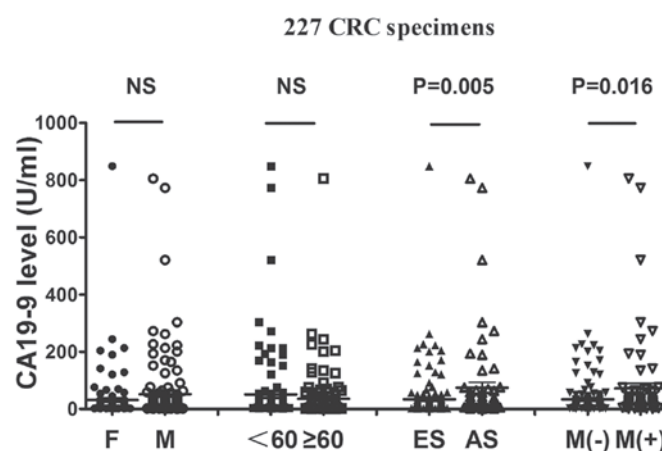 227 CRC specimens
NS NS P=0.005 P=0.016
CA19-9 level (U/ml)
1000
800
600
400
200
0
F M <60 ≥60 ES AS M(-) M(+)